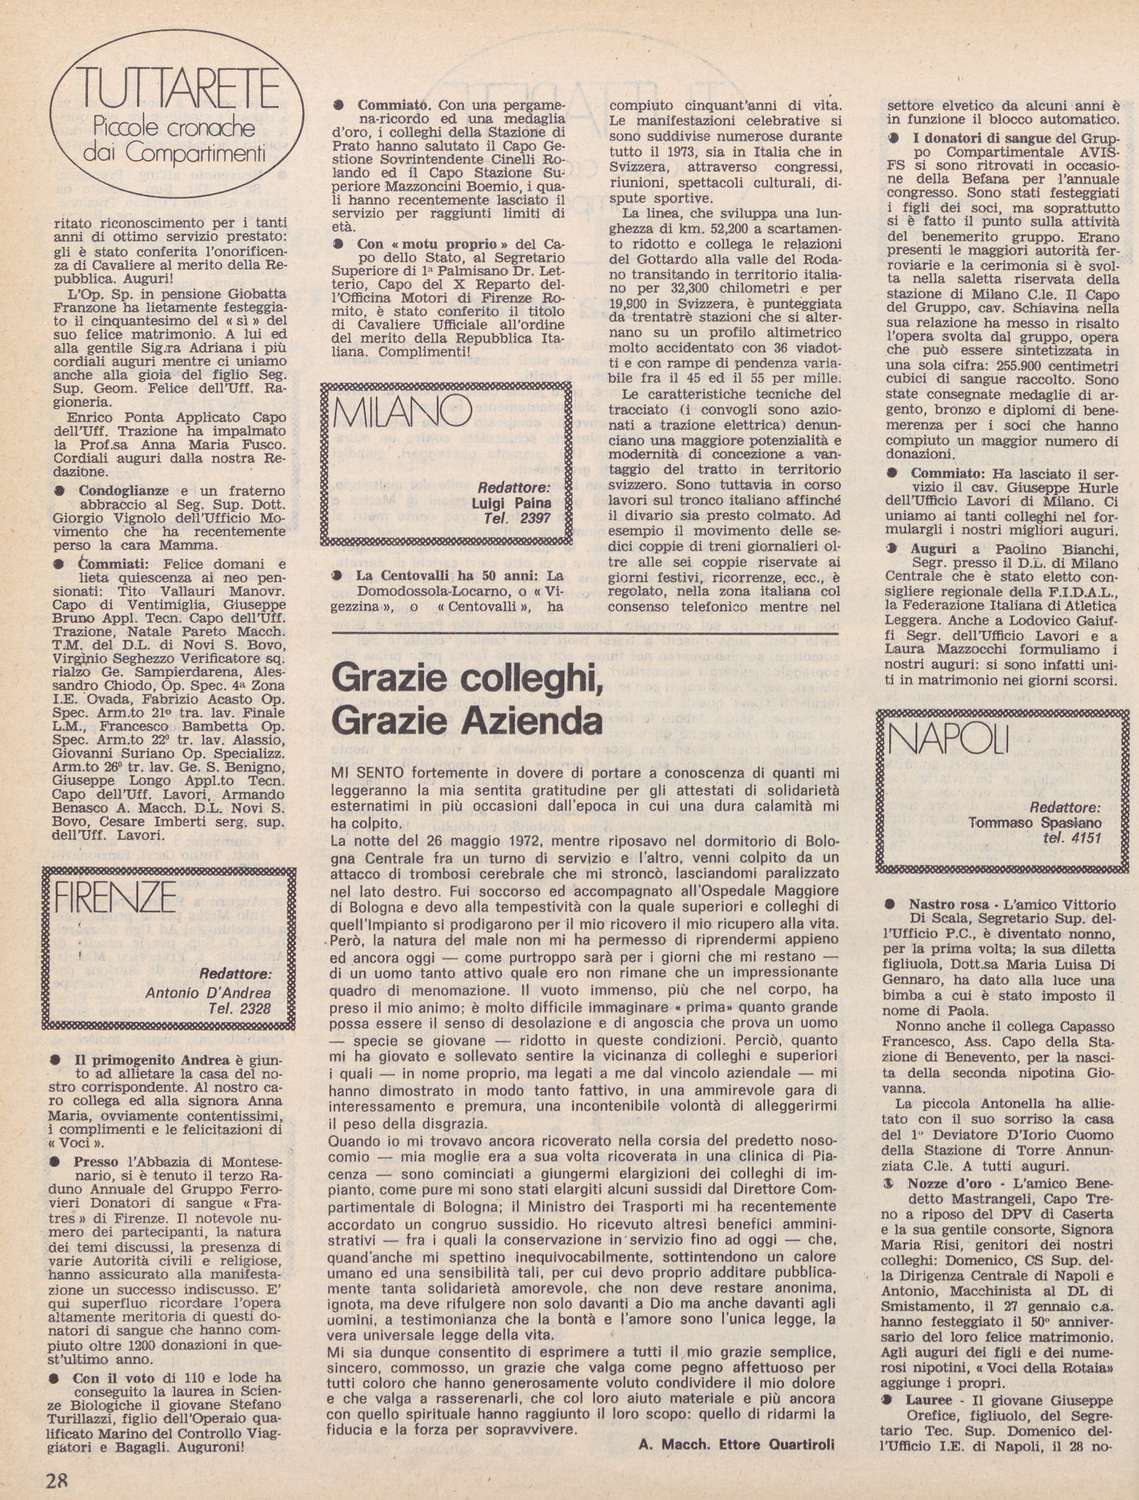 TUTTARETE
Piccole cronache
dai Compartimenti
ritato riconoscimento per i tanti
anni di ottimo servizio prestato:
gli è stato conferita l'onorificen-
za di Cavaliere al merito della Re-
pubblica. Auguri!
L'Op. Sp. in pensione Giobatta
Franzone ha lietamente festeggia-
to il cinquantesimo del « sì » del
suo felice matrimonio. A lui ed
alla gentile Sig.ra Adriana i più
cordiali auguri mentre ci uniamo
anche alla gioia del figlio Seg.
Sup. Geom. Felice dell'Uff. Ra-
gioneria.
Enrico Ponta Applicato Capo
dell'Uff. Trazione ha impalmato
la Prof.sa Anna Maria Fusco.
Cordiali auguri dalla nostra Re-
dazione.
● Condoglianze e un fraterno
abbraccio al Seg. Sup. Dott.
Giorgio Vignolo dell'Ufficio Mo-
vimento che ha recentemente
perso la cara Mamma.
● Commiati: Felice domani e
lieta quiescenza ai neo pen-
sionati: Tito Vallauri Manovr.
Capo di Ventimiglia, Giuseppe
Bruno Appl. Tecn. Capo dell'Uff.
Trazione, Natale Pareto Macch.
T.M. del D.L. di Novi S. Bovo,
Virginio Seghezzo Verificatore sq.
rialzo Ge. Sampierdarena, Ales-
sandro Chiodo, Op. Spec. 4ª Zona
I.E. Ovada, Fabrizio Acasto Op.
Spec. Arm.to 21º tra. lav. Finale
L.M., Francesco Bambetta Op.
Spec. Arm.to 22º tr. lav. Alassio,
Giovanni Suriano Op. Specializz.
Arm.to 26º tr. lav. Ge. S. Benigno,
Giuseppe Longo Appl.to Tecn.
Capo dell'Uff. Lavori, Armando
Benasco A. Macch. D.L. Novi S.
Bovo, Cesare Imberti serg. sup.
dell'Uff. Lavori.
FIRENZE
Redattore:
Antonio D'Andrea
Tel. 2328
● Il primogenito Andrea è giun-
to ad allietare la casa del no-
stro corrispondente. Al nostro ca-
ro collega ed alla signora Anna
Maria, ovviamente contentissimi,
i complimenti e le felicitazioni di
« Voci ».
● Presso l'Abbazia di Montese-
nario, si è tenuto il terzo Ra-
duno Annuale del Gruppo Ferro-
vieri Donatori di sangue « Fra-
tres » di Firenze. Il notevole nu-
mero dei partecipanti, la natura
dei temi discussi, la presenza di
varie Autorità civili e religiose,
hanno assicurato alla manifesta-
zione un successo indiscusso. E'
qui superfluo ricordare l'opera
altamente meritoria di questi do-
natori di sangue che hanno com-
piuto oltre 1200 donazioni in que-
st'ultimo anno.
● Con il voto di 110 e lode ha
conseguito la laurea in Scien-
ze Biologiche il giovane Stefano
Turillazzi, figlio dell'Operaio qua-
lificato Marino del Controllo Viag-
giatori e Bagagli. Auguroni!
28
● Commiato. Con una pergame-
na-ricordo ed una medaglia
d'oro, i colleghi della Stazione di
Prato hanno salutato il Capo Ge-
stione Sovrintendente Cinelli Ro-
lando ed il Capo Stazione Su-
periore Mazzoncini Boemio, i qua-
li hanno recentemente lasciato il
servizio per raggiunti limiti di
età.
● Con « motu proprio » del Ca-
po dello Stato, al Segretario
Superiore di 1ª Palmisano Dr. Let-
terio, Capo del X Reparto del-
l'Officina Motori di Firenze Ro-
mito, è stato conferito il titolo
di Cavaliere Ufficiale all'ordine
del merito della Repubblica Ita-
liana. Complimenti!
MILANO
Redattore:
Luigi Paina
Tel. 2397
● La Centovalli ha 50 anni: La
Domodossola-Locarno, o « Vi-
gezzina », o « Centovalli », ha
compiuto cinquant'anni di vita.
Le manifestazioni celebrative si
sono suddivise numerose durante
tutto il 1973, sia in Italia che in
Svizzera, attraverso congressi,
riunioni, spettacoli culturali, di-
spute sportive.
La linea, che sviluppa una lun-
ghezza di km. 52,200 a scartamen-
to ridotto e collega le relazioni
del Gottardo alla valle del Roda-
no transitando in territorio italia-
no per 32,300 chilometri e per
19,900 in Svizzera, è punteggiata
da trentatrè stazioni che si alter-
nano su un profilo altimetrico
molto accidentato con 36 viadot-
ti e con rampe di pendenza varia-
bile fra il 45 ed il 55 per mille.
Le caratteristiche tecniche del
tracciato (i convogli sono azio-
nati a trazione elettrica) denun-
ciano una maggiore potenzialità e
modernità di concezione a van-
taggio del tratto in territorio
svizzero. Sono tuttavia in corso
lavori sul tronco italiano affinché
il divario sia presto colmato. Ad
esempio il movimento delle se-
dici coppie di treni giornalieri ol-
tre alle sei coppie riservate ai
giorni festivi, ricorrenze, ecc., è
regolato, nella zona italiana col
consenso telefonico mentre nel
settore elvetico da alcuni anni è
in funzione il blocco automatico.
● I donatori di sangue del Grup-
po Compartimentale AVIS-
FS si sono ritrovati in occasio-
ne della Befana per l'annuale
congresso. Sono stati festeggiati
i figli dei soci, ma soprattutto
si è fatto il punto sulla attività
del benemerito gruppo. Erano
presenti le maggiori autorità fer-
roviarie e la cerimonia si è svol-
ta nella saletta riservata della
stazione di Milano C.le. Il Capo
del Gruppo, cav. Schiavina nella
sua relazione ha messo in risalto
l'opera svolta dal gruppo, opera
che può essere sintetizzata in
una sola cifra: 255.900 centimetri
cubici di sangue raccolto. Sono
state consegnate medaglie di ar-
gento, bronzo e diplomi di bene-
merenza per i soci che hanno
compiuto un maggior numero di
donazioni.
● Commiato: Ha lasciato il ser-
vizio il cav. Giuseppe Hurle
dell'Ufficio Lavori di Milano. Ci
uniamo ai tanti colleghi nel for-
mulargli i nostri migliori auguri.
● Auguri a Paolino Bianchi,
Segr. presso il D.L. di Milano
Centrale che è stato eletto con-
sigliere regionale della F.I.D.A.L.,
la Federazione Italiana di Atletica
Leggera. Anche a Lodovico Galuf-
fi Segr. dell'Ufficio Lavori e a
Laura Mazzocchi formuliamo i
nostri auguri: si sono infatti uni-
ti in matrimonio nei giorni scorsi.
NAPOLI
Redattore:
Tommaso Spasiano
tel. 4151
● Nastro rosa - L'amico Vittorio
Di Scala, Segretario Sup. del-
l'Ufficio P.C., è diventato nonno,
per la prima volta; la sua diletta
figliuola, Dott.sa Maria Luisa Di
Gennaro, ha dato alla luce una
bimba a cui è stato imposto il
nome di Paola.
Nonno anche il collega Capasso
Francesco, Ass. Capo della Sta-
zione di Benevento, per la nasci-
ta della seconda nipotina Gio-
vanna.
La piccola Antonella ha allie-
tato con il suo sorriso la casa
del 1º Deviatore D'Iorio Cuomo
della Stazione di Torre Annun-
ziata C.le. A tutti auguri.
● Nozze d'oro - L'amico Bene-
detto Mastrangeli, Capo Tre-
no a riposo del DPV di Caserta
e la sua gentile consorte, Signora
Maria Risi, genitori dei nostri
colleghi: Domenico, CS Sup. del-
la Dirigenza Centrale di Napoli e
Antonio, Macchinista al DL di
Smistamento, il 27 gennaio c.a.
hanno festeggiato il 50º anniver-
sario del loro felice matrimonio.
Agli auguri dei figli e dei nume-
rosi nipotini, « Voci della Rotaia»
aggiunge i propri.
● Lauree - Il giovane Giuseppe
Orefice, figliuolo, del Segre-
tario Tec. Sup. Domenico del-
l'Ufficio I.E. di Napoli, il 28 no-
Grazie colleghi,
Grazie Azienda
MI SENTO fortemente in dovere di portare a conoscenza di quanti mi
leggeranno la mia sentita gratitudine per gli attestati di solidarietà
esternatimi in più occasioni dall'epoca in cui una dura calamità mi
ha colpito.
La notte del 26 maggio 1972, mentre riposavo nel dormitorio di Bolo-
gna Centrale fra un turno di servizio e l'altro, venni colpito da un
attacco di trombosi cerebrale che mi stroncò, lasciandomi paralizzato
nel lato destro. Fui soccorso ed accompagnato all'Ospedale Maggiore
di Bologna e devo alla tempestività con la quale superiori e colleghi di
quell'Impianto si prodigarono per il mio ricovero il mio ricupero alla vita.
Però, la natura del male non mi ha permesso di riprendermi appieno
ed ancora oggi — come purtroppo sarà per i giorni che mi restano —
di un uomo tanto attivo quale ero non rimane che un impressionante
quadro di menomazione. Il vuoto immenso, più che nel corpo, ha
preso il mio animo; è molto difficile immaginare « prima» quanto grande
possa essere il senso di desolazione e di angoscia che prova un uomo
— specie se giovane — ridotto in queste condizioni. Perciò, quanto
mi ha giovato e sollevato sentire la vicinanza di colleghi e superiori
i quali — in nome proprio, ma legati a me dal vincolo aziendale — mi
hanno dimostrato in modo tanto fattivo, in una ammirevole gara di
interessamento e premura, una incontenibile volontà di alleggerirmi
il peso della disgrazia.
Quando io mi trovavo ancora ricoverato nella corsia del predetto noso-
comio — mia moglie era a sua volta ricoverata in una clinica di Pia-
cenza — sono cominciati a giungermi elargizioni dei colleghi di im-
pianto, come pure mi sono stati elargiti alcuni sussidi dal Direttore Com-
partimentale di Bologna; il Ministro dei Trasporti mi ha recentemente
accordato un congruo sussidio. Ho ricevuto altresì benefici ammini-
strativi — fra i quali la conservazione in servizio fino ad oggi — che,
quand'anche mi spettino inequivocabilmente, sottintendono un calore
umano ed una sensibilità tali, per cui devo proprio additare pubblica-
mente tanta solidarietà amorevole, che non deve restare anonima,
ignota, ma deve rifulgere non solo davanti a Dio ma anche davanti agli
uomini, a testimonianza che la bontà e l'amore sono l'unica legge, la
vera universale legge della vita.
Mi sia dunque consentito di esprimere a tutti il mio grazie semplice,
sincero, commosso, un grazie che valga come pegno affettuoso per
tutti coloro che hanno generosamente voluto condividere il mio dolore
e che valga a rasserenarli, che col loro aiuto materiale e più ancora
con quello spirituale hanno raggiunto il loro scopo: quello di ridarmi la
fiducia e la forza per sopravvivere.
A. Macch. Ettore Quartiroli